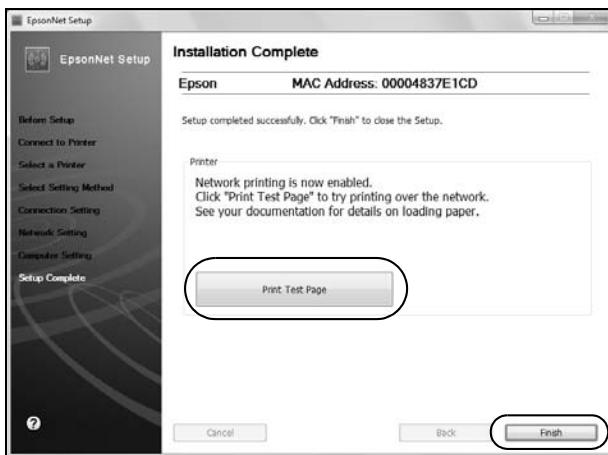 EpsonNet Setup
EpsonNet Setup
Before Setup
Connect to Printer
Select a Printer
Select Setting Method
Connection Setting
Network Setting
Computer Setting
Setup Complete
Installation Complete
Epson MAC Address: 00004837E1CD
Setup completed successfully. Click "Finish" to close the Setup.
Printer
Network printing is now enabled.
Click "Print Test Page" to try printing over the network.
See your documentation for details on loading paper.
Print Test Page
?
Cancel
Back
Finish